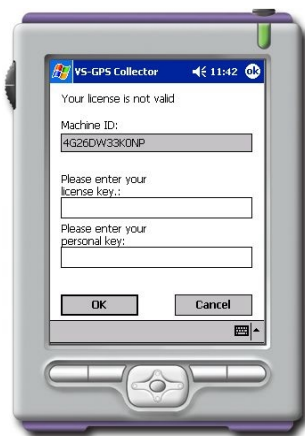 VS-GPS Collector 11:42 ok
Your license is not valid
Machine ID:
4G26DW33K0NP
Please enter your
license key.:
Please enter your
personal key:
OK Cancel